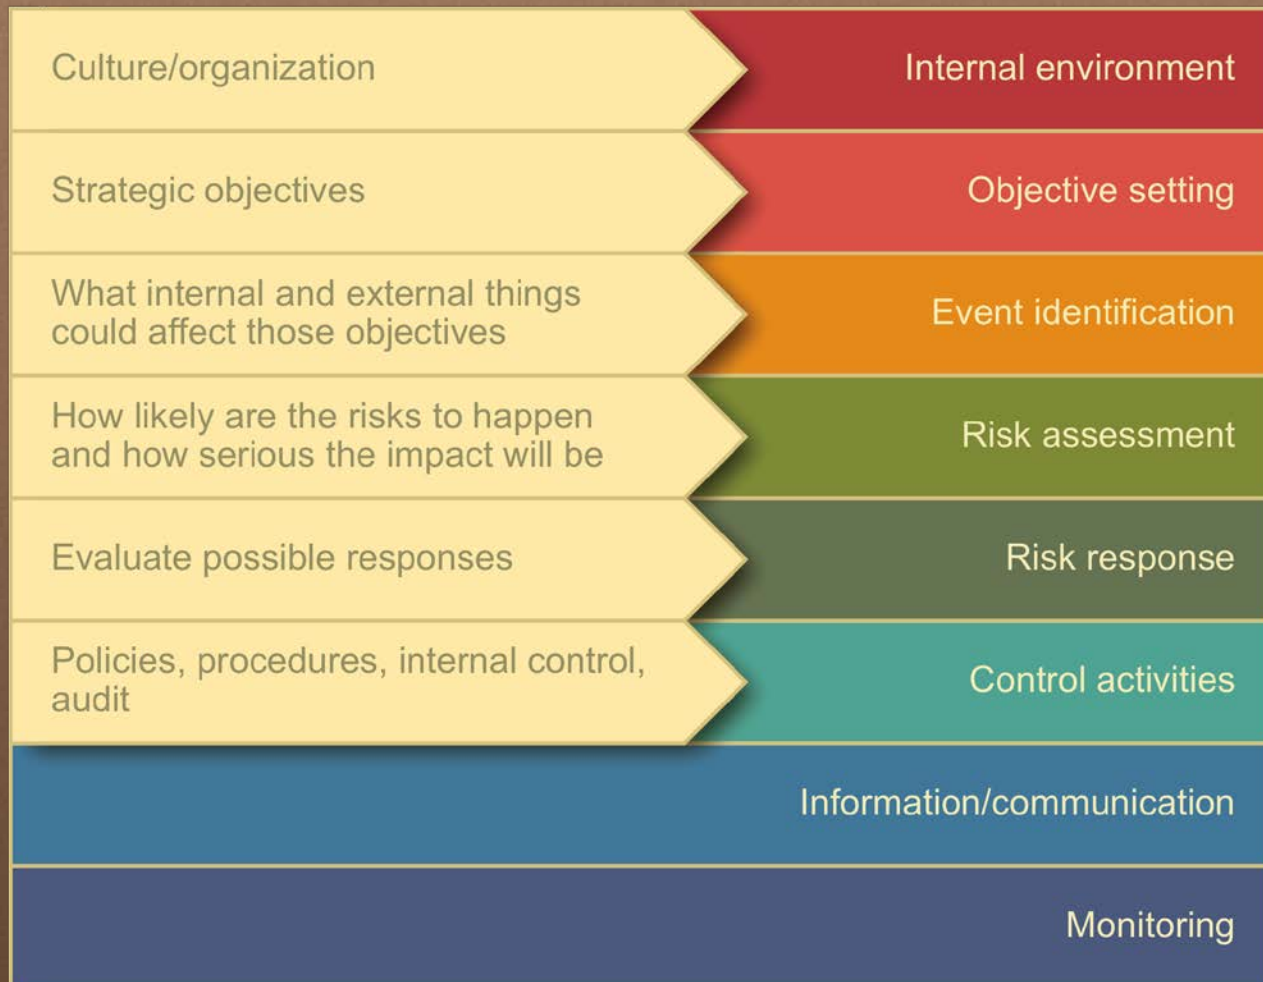 Culture/organization
Internal environment
Strategic objectives
Objective setting
What internal and external things
could affect those objectives
Event identification
How likely are the risks to happen
and how serious the impact will be
Risk assessment
Evaluate possible responses
Risk response
Policies, procedures, internal control,
audit
Control activities
Information/communication
Monitoring